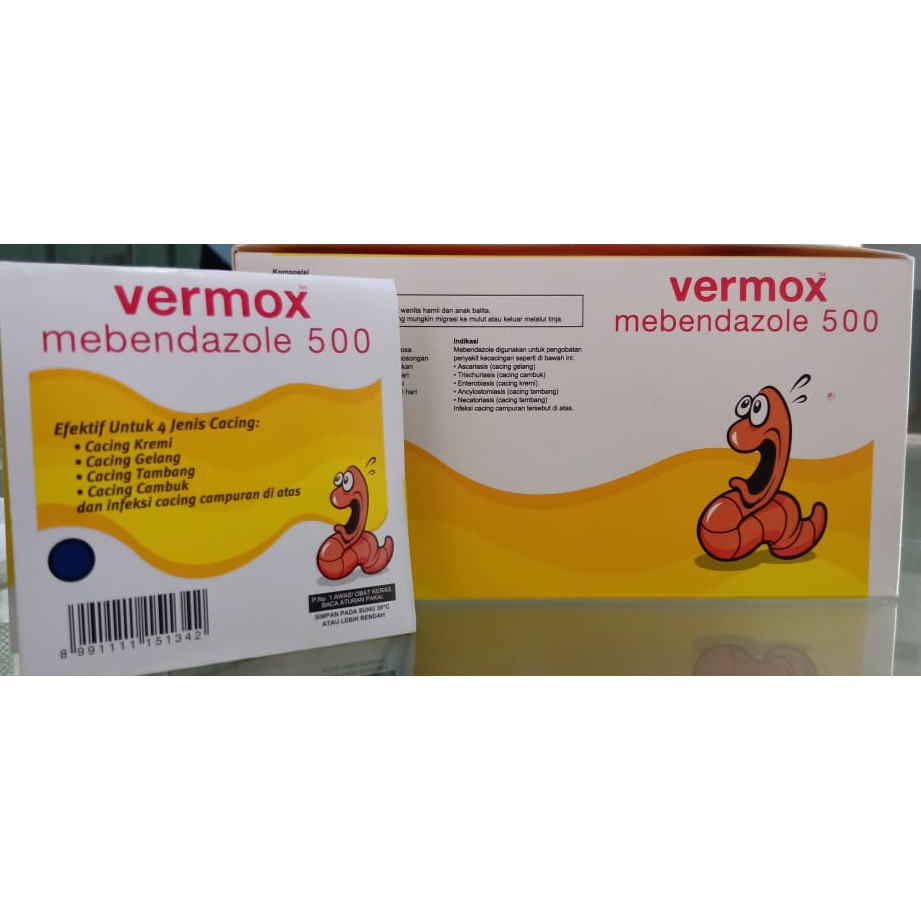 vermox™
mebendazole 500
Efektif Untuk 4 Jenis Cacing:
• Cacing Kremi
• Cacing Gelang
• Cacing Tambang
• Cacing Cambuk
dan infeksi cacing campuran di atas
P.No. 1 AWAS! OBAT KERAS
BACA ATURAN PAKAI.
SIMPAN PADA SUHU 30°C
ATAU LEBIH RENDAH
8 991111 151342
Komposisi
wanita hamil dan anak balita.
mungkin migrasi ke mulut atau keluar melalui tinja.
Indikasi
Mebendazole digunakan untuk pengobatan
penyakit kecacingan seperti di bawah ini:
• Ascariasis (cacing gelang)
• Trischuriasis (cacing cambuk)
• Enterobiasis (cacing kremi)
• Ancylostomiasis (cacing tambang)
• Necatoriasis (cacing tambang)
Infeksi cacing campuran tersebut di atas.
vermox™
mebendazole 500